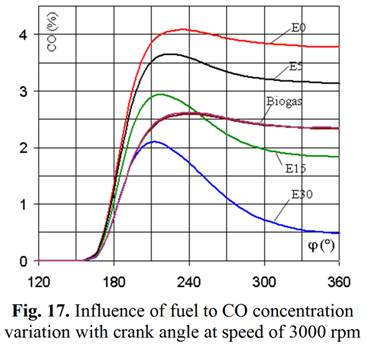 CO (%)
E0
4
E5
3
Biogas
2
E15
1
E30
φ (°)
0
120 180 240 300 360
Fig. 17. Influence of fuel to CO concentration
variation with crank angle at speed of 3000 rpm